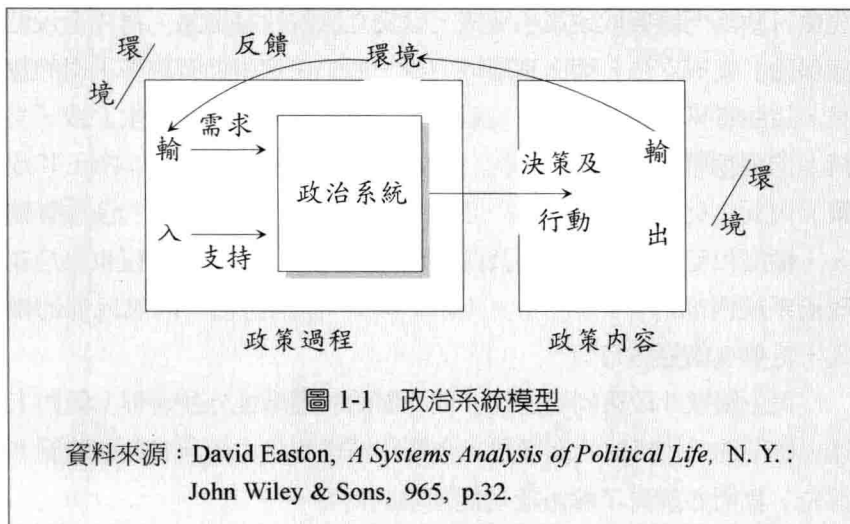 環
境
反饋
環境
輸
需求
入
支持
政治系統
決策及
行動
輸
出
環
境
政策過程
政策內容
圖 1-1 政治系統模型
資料來源：David Easton, A Systems Analysis of Political Life, N. Y.:
John Wiley & Sons, 965, p.32.